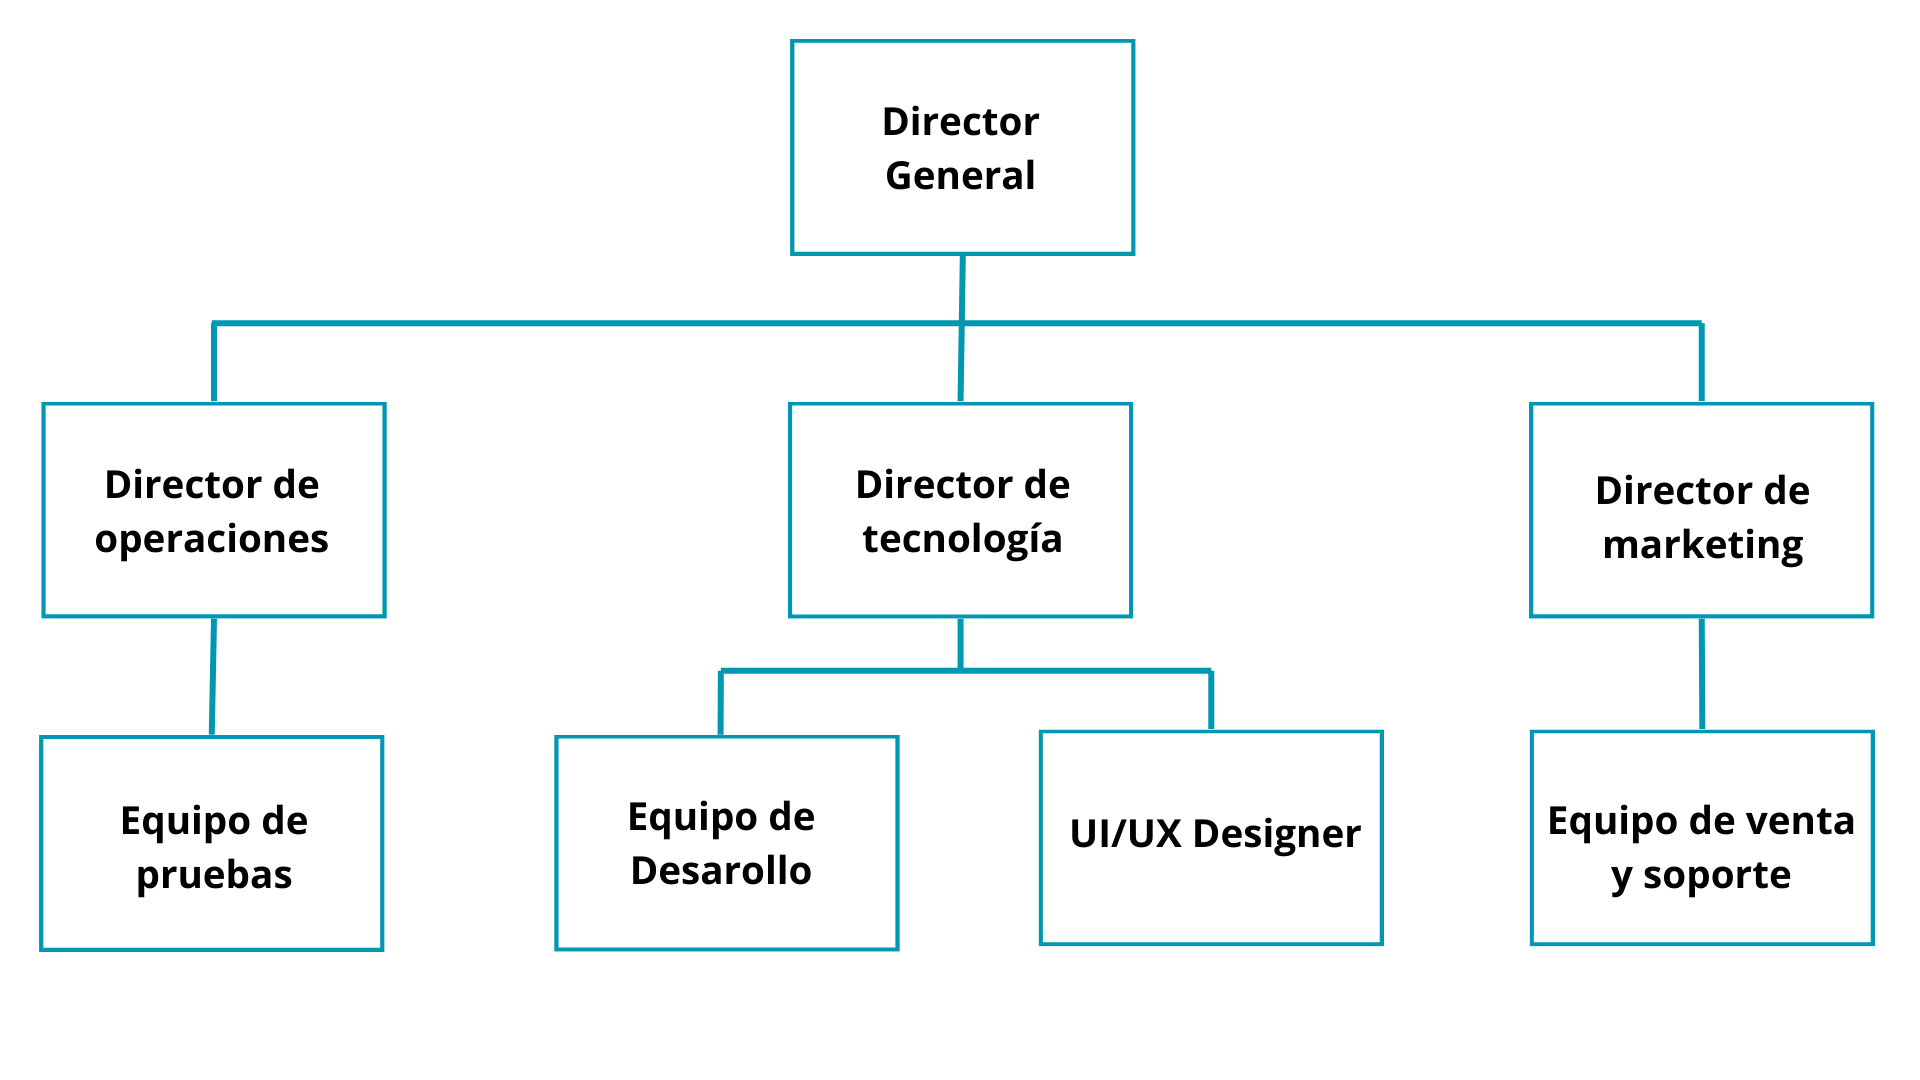 Director
General
Director de
operaciones
Director de
tecnología
Director de
marketing
Equipo de
pruebas
Equipo de
Desarollo
UI/UX Designer
Equipo de venta
y soporte